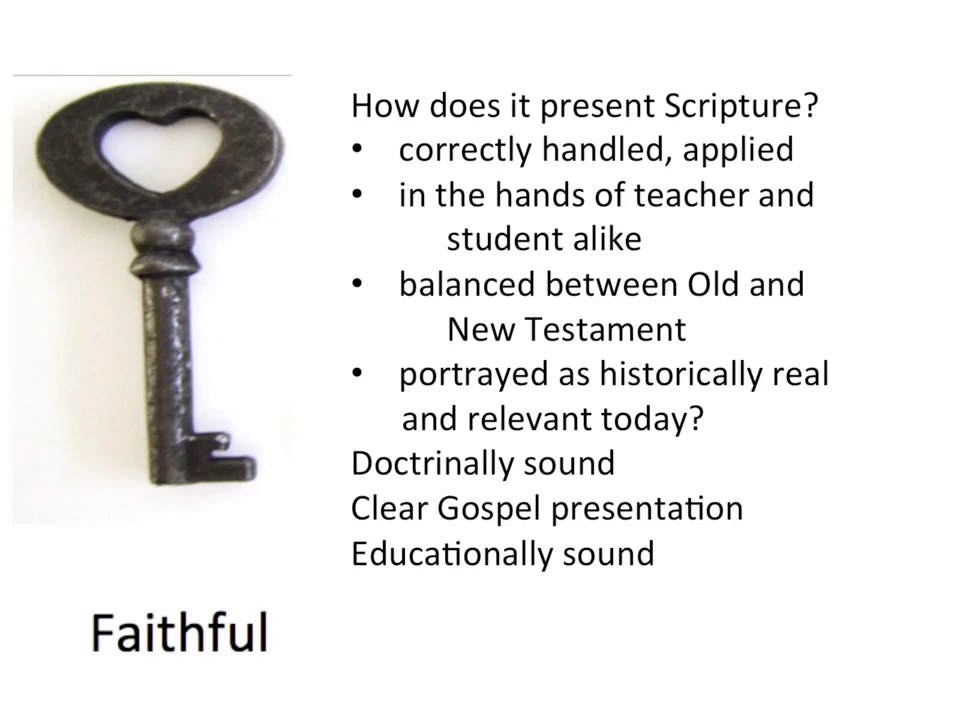 How does it present Scripture?
• correctly handled, applied
• in the hands of teacher and
student alike
• balanced between Old and
New Testament
• portrayed as historically real
and relevant today?
Doctrinally sound
Clear Gospel presentation
Educationally sound
Faithful